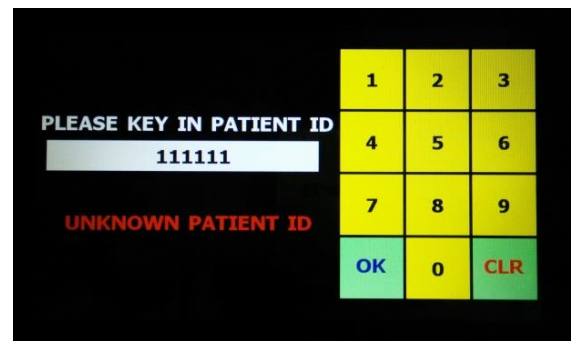 PLEASE KEY IN PATIENT ID
111111
UNKNOWN PATIENT ID
1 2 3
4 5 6
7 8 9
OK 0 CLR